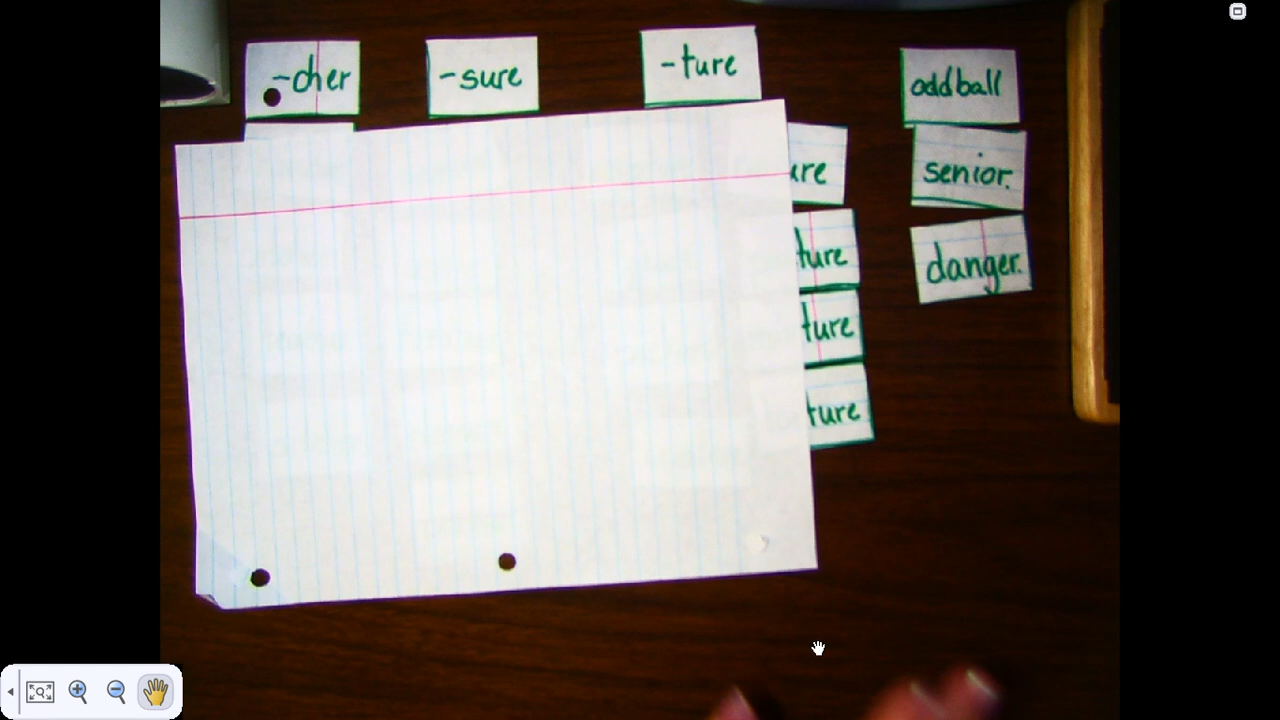 -cher
-sure
-ture
oddball
senior.
danger.
ure
ture
ture
ture